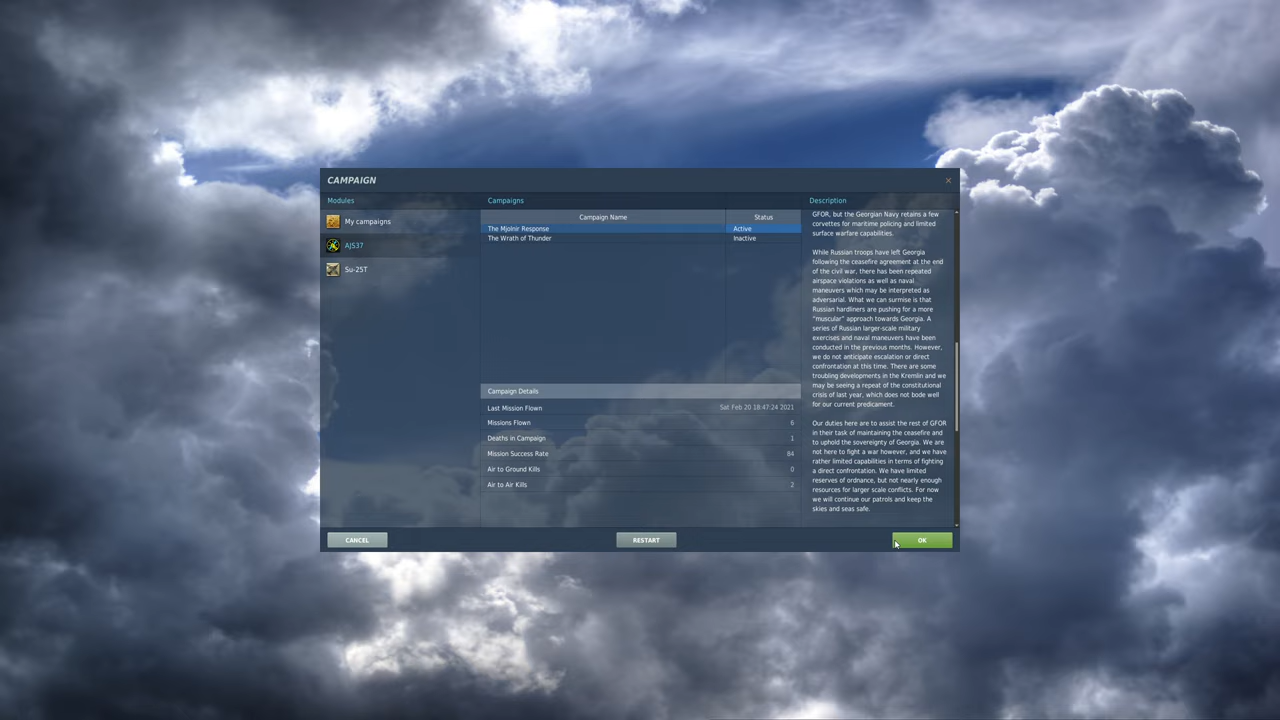 CAMPAIGN
Modules
My campaigns
AJS37
Su-25T
Campaigns
Campaign Name Status
The Mjolnir Response Active
The Wrath of Thunder Inactive
Campaign Details
Last Mission Flown Sat Feb 20 18:47:24 2021
Missions Flown 6
Deaths in Campaign 1
Mission Success Rate 84
Air to Ground Kills 0
Air to Air Kills 2
Description
GFOR, but the Georgian Navy retains a few
corvettes for maritime policing and limited
surface warfare capabilities.
While Russian troops have left Georgia
following the ceasefire agreement at the end
of the civil war, there has been repeated
airspace violations as well as naval
maneuvers which may be interpreted as
adversarial. What we can surmise is that
Russian hardliners are pushing for a more
"muscular" approach towards Georgia. A
series of Russian larger-scale military
exercises and naval maneuvers have been
conducted in the previous months. However,
we do not anticipate escalation or direct
confrontation at this time. There are some
troubling developments in the Kremlin and we
may be seeing a repeat of the constitutional
crisis of last year, which does not bode well
for our current predicament.
Our duties here are to assist the rest of GFOR
in their task of maintaining the ceasefire and
to uphold the sovereignty of Georgia. We are
not here to fight a war however, and we have
rather limited capabilities in terms of fighting
a direct confrontation. We have limited
reserves of ordnance, but not nearly enough
resources for larger scale conflicts. For now
we will continue our patrols and keep the
skies and seas safe.
CANCEL
RESTART
OK